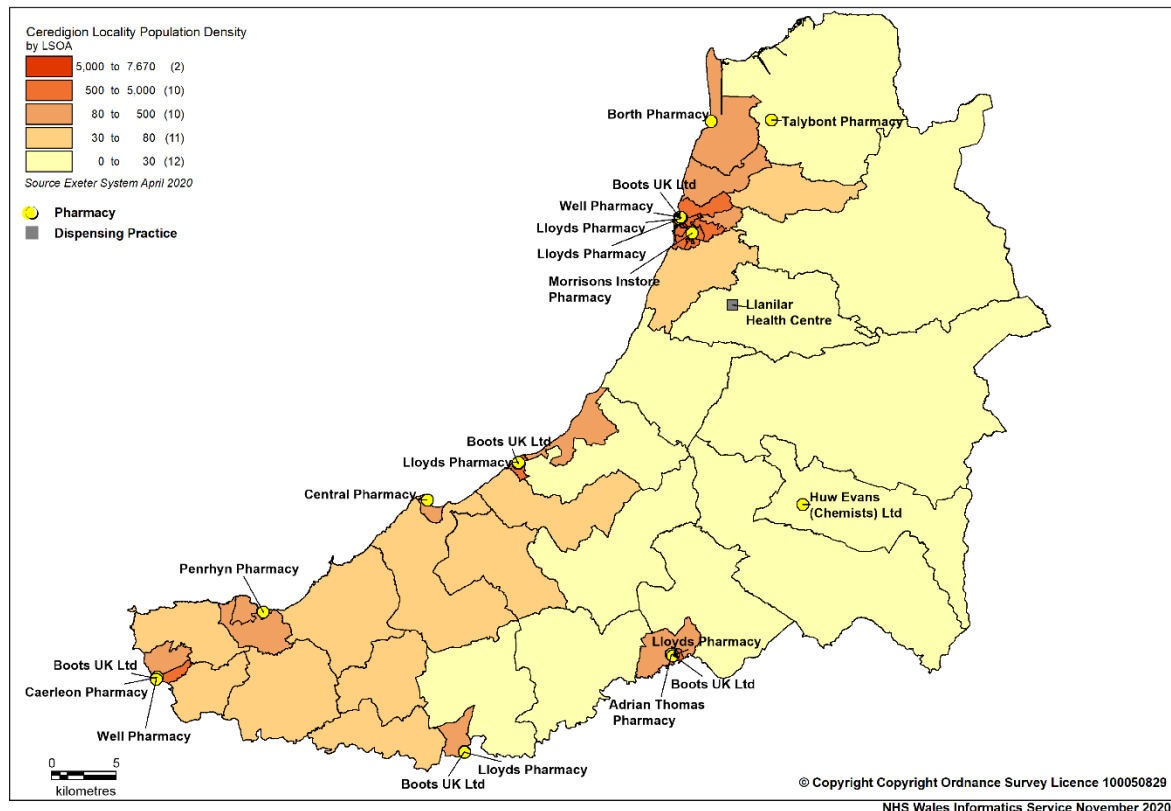 Ceredigion Locality Population Density
by LSOA
5,000 to 7,670 (2)
500 to 5,000 (10)
80 to 500 (10)
30 to 80 (11)
0 to 30 (12)
Source Exeter System April 2020
Pharmacy
Dispensing Practice
Borth Pharmacy
Talybont Pharmacy
Boots UK Ltd
Well Pharmacy
Lloyds Pharmacy
Lloyds Pharmacy
Morrisons Instore
Pharmacy
Llanilar
Health Centre
Boots UK Ltd
Lloyds Pharmacy
Central Pharmacy
Huw Evans
(Chemists) Ltd
Penrhyn Pharmacy
Lloyds Pharmacy
Boots UK Ltd
Adrian Thomas
Pharmacy
Boots UK Ltd
Caerleon Pharmacy
Well Pharmacy
Lloyds Pharmacy
Boots UK Ltd
0 5
kilometres
© Copyright Copyright Ordnance Survey Licence 100050829
NHS Wales Informatics Service November 2020